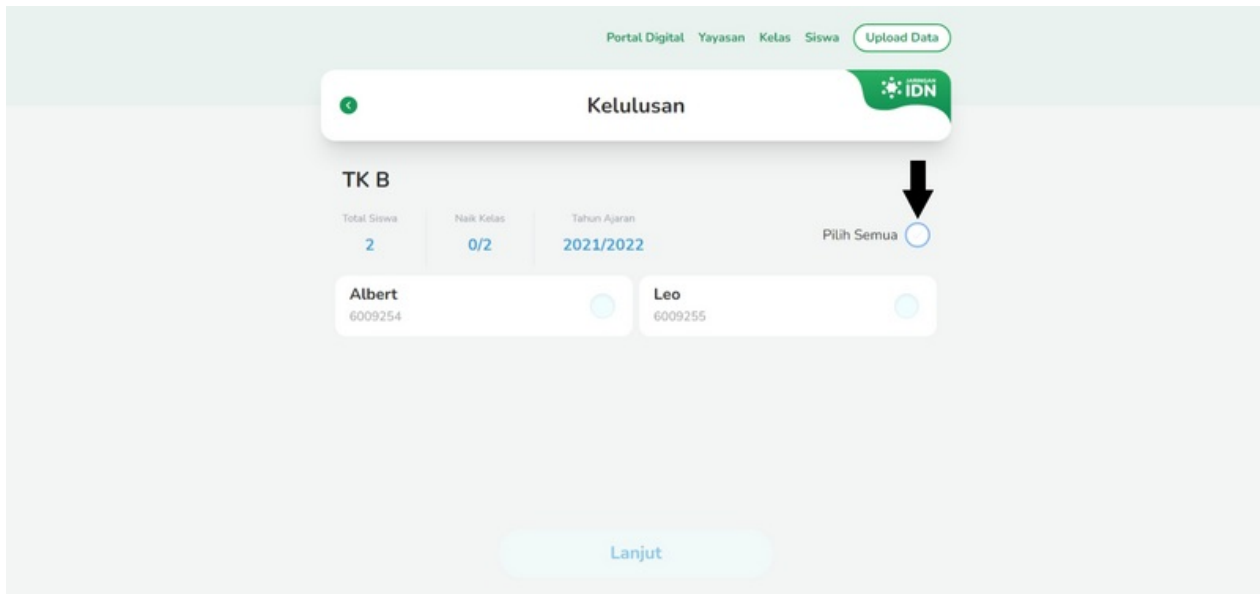 Portal Digital Yayasan Kelas Siswa Upload Data
JARINGAN
IDN
Kelulusan
TK B
Total Siswa Naik Kelas Tahun Ajaran
2 0/2 2021/2022
Pilih Semua
Albert Leo
6009254 6009255
Lanjut